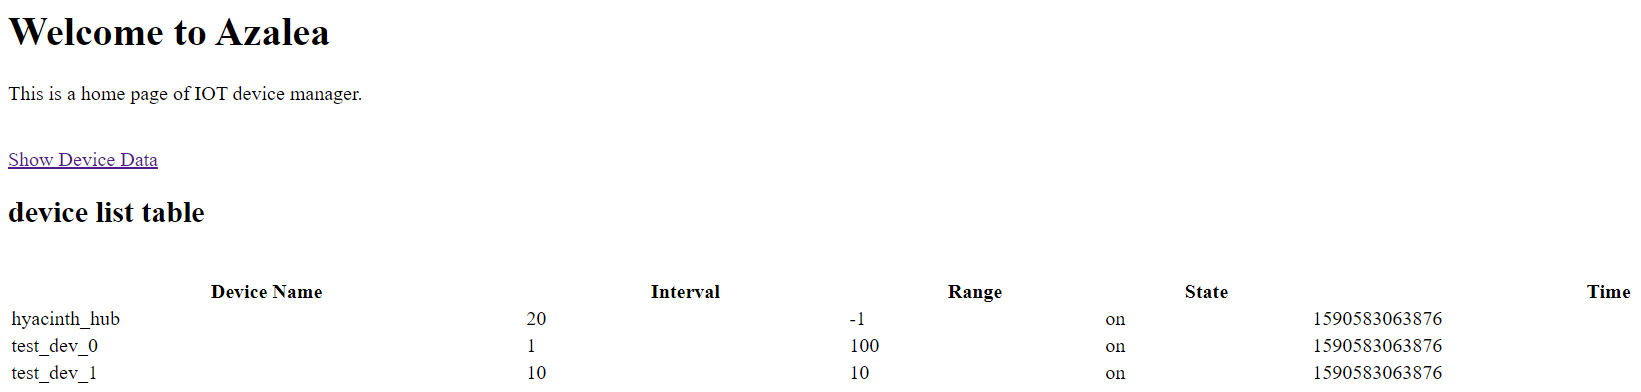 Welcome to Azalea
This is a home page of IOT device manager.
Show Device Data
device list table
Device Name Interval Range State Time
hyacinth_hub 20 -1 on 1590583063876
test_dev_0 1 100 on 1590583063876
test_dev_1 10 10 on 1590583063876